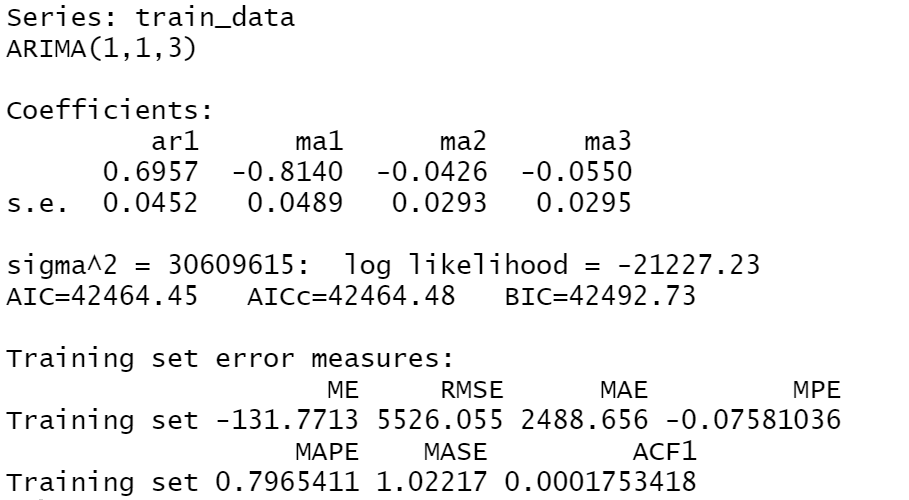 Series: train_data
ARIMA(1,1,3)
Coefficients:
ar1 ma1 ma2 ma3
0.6957 -0.8140 -0.0426 -0.0550
s.e. 0.0452 0.0489 0.0293 0.0295
sigma^2 = 30609615: log likelihood = -21227.23
AIC=42464.45 AICc=42464.48 BIC=42492.73
Training set error measures:
ME RMSE MAE MPE
Training set -131.7713 5526.055 2488.656 -0.07581036
MAPE MASE ACF1
Training set 0.7965411 1.02217 0.0001753418